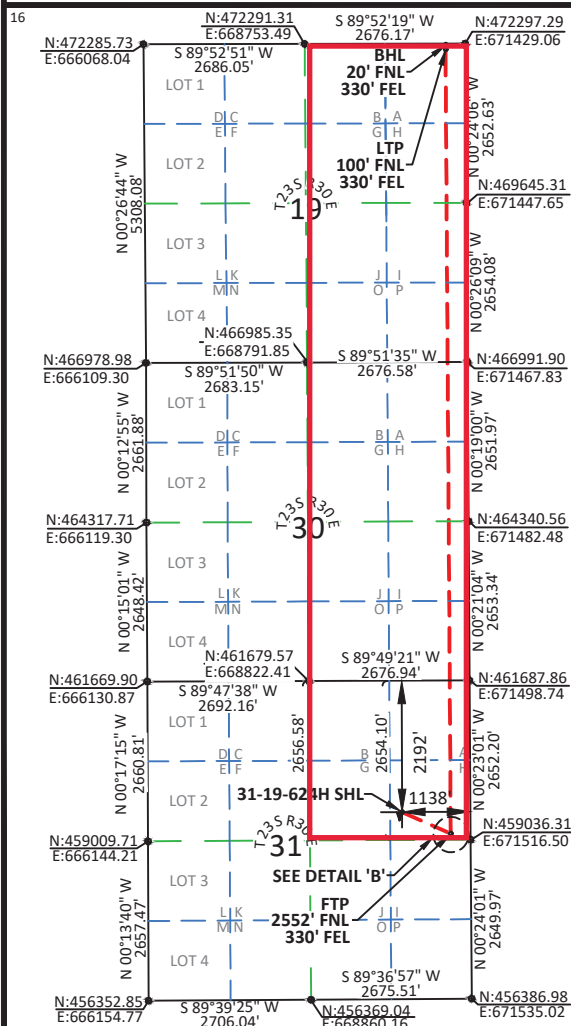 16
N:472285.73
E:666068.04
S 89°52'51" W
2686.05'
N:472291.31
E:668753.49
S 89°52'19" W
2676.17'
N:472297.29
E:671429.06
BHL
20' FNL
330' FEL
LTP
100' FNL
330' FEL
LOT 1
D C
E F
B A
G H
N 00°24'06" W
2652.63'
LOT 2
N 00°26'44" W
5308.08'
T23S R30E
19
N:469645.31
E:671447.65
LOT 3
L K
M N
J I
O P
N 00°26'09" W
2654.08'
LOT 4
N:466978.98
E:666109.30
N:466985.35
E:668791.85
S 89°51'50" W
2683.15'
S 89°51'35" W
2676.58'
N:466991.90
E:671467.83
LOT 1
D C
E F
B A
G H
N 00°12'55" W
2661.88'
N 00°19'00" W
2651.97'
LOT 2
N:464317.71
E:666119.30
T23S R30E
30
N:464340.56
E:671482.48
LOT 3
L K
M N
J I
O P
N 00°15'01" W
2648.42'
N 00°21'04" W
2653.34'
LOT 4
N:461669.90
E:666130.87
N:461679.57
E:668822.41
S 89°47'38" W
2692.16'
S 89°49'21" W
2676.94'
N:461687.86
E:671498.74
LOT 1
D C
E F
B
G
A
H
N 00°17'15" W
2660.81'
2656.58'
2654.10'
2192'
N 00°23'01" W
2652.20'
LOT 2
31-19-624H SHL
1138'
N:459009.71
E:666144.21
T23S R30E
31
N:459036.31
E:671516.50
SEE DETAIL 'B'
LOT 3
FTP
2552' FNL
330' FEL
L K
M N
J I
O P
N 00°13'40" W
2657.47'
N 00°24'01" W
2649.97'
LOT 4
N:456352.85
E:666154.77
S 89°39'25" W
2706.04'
S 89°36'57" W
2675.51'
N:456369.04
E:668860.16
N:456386.98
E:671535.02